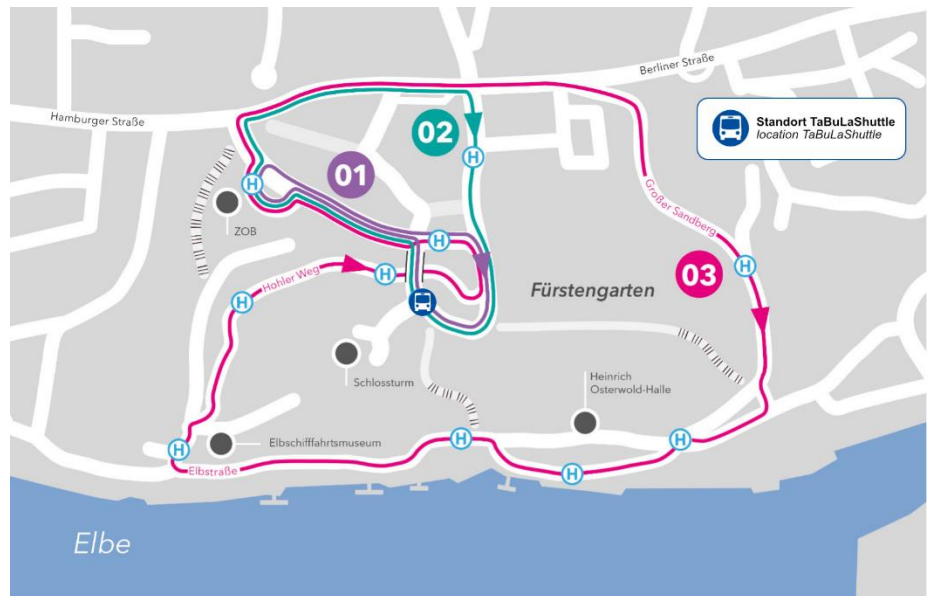 Berliner Straße
Hamburger Straße
Standort TaBuLaShuttle
location TaBuLaShuttle
02
H
01
H
Großer Sandberg
ZOB
H
03
H
Hohler Weg
H
Fürstengarten
H
Schlossturm
Heinrich
Osterwold-Halle
H
Elbschifffahrtsmuseum
H
H
Elbstraße
H
Elbe